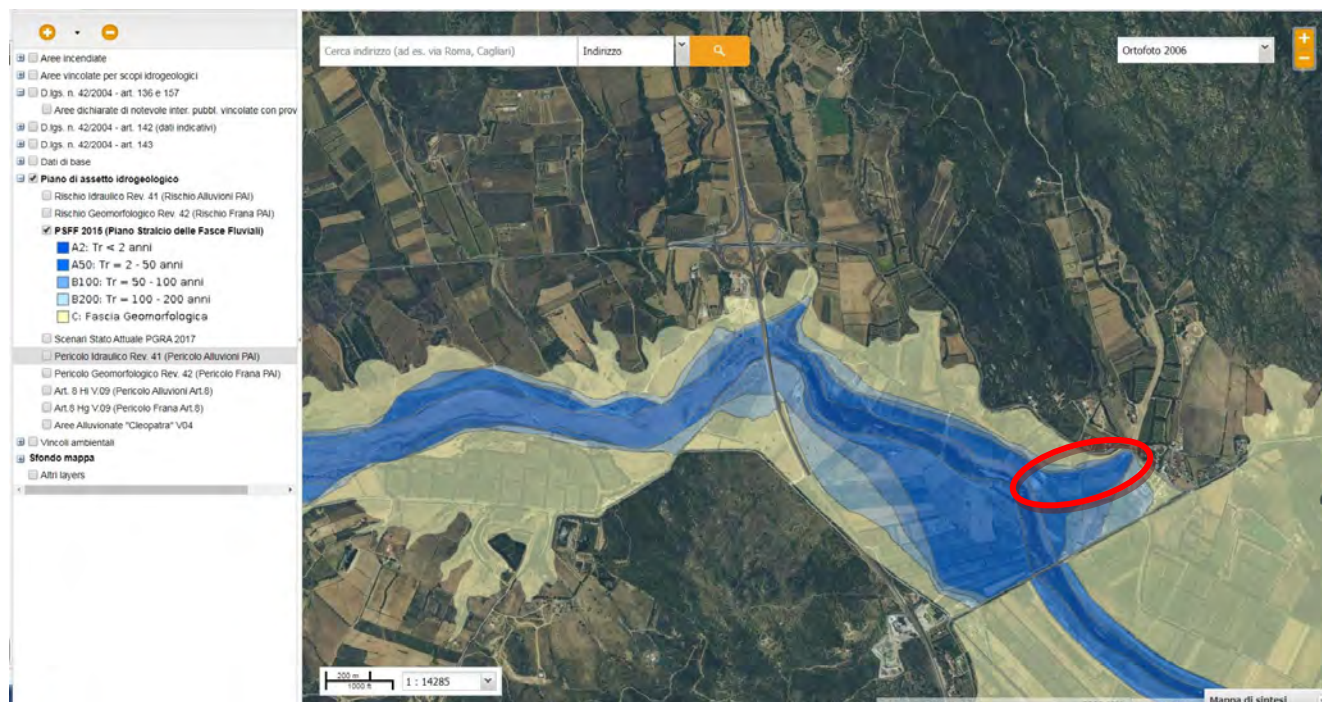 Aree incendiate
Aree vincolate per scopi idrogeologici
D.lgs. n. 42/2004 - art. 136 e 157
Aree dichiarate di notevole inter. pubbl. vincolate con prov
D.lgs. n. 42/2004 - art. 142 (dati indicativi)
D.lgs. n. 42/2004 - art. 143
Dati di base
Piano di assetto idrogeologico
Rischio Idraulico Rev. 41 (Rischio Alluvioni PAI)
Rischio Geomorfologico Rev. 42 (Rischio Frana PAI)
PSFF 2015 (Piano Stralcio delle Fasce Fluviali)
A2: Tr < 2 anni
A50: Tr = 2 - 50 anni
B100: Tr = 50 - 100 anni
B200: Tr = 100 - 200 anni
C: Fascia Geomorfologica
Scenari Stato Attuale PGRA 2017
Pericolo Idraulico Rev. 41 (Pericolo Alluvioni PAI)
Pericolo Geomorfologico Rev. 42 (Pericolo Frana PAI)
Art. 8 Hi V.09 (Pericolo Alluvioni Art.8)
Art.8 Hg V.09 (Pericolo Frana Art.8)
Aree Alluvionate "Cleopatra" V04
Vincoli ambientali
Sfondo mappa
Altri layers
Cerca indirizzo (ad es. via Roma, Cagliari)
Indirizzo
Ortofoto 2006
200 m
1000 ft
1 : 14285
Mappa di sintesi